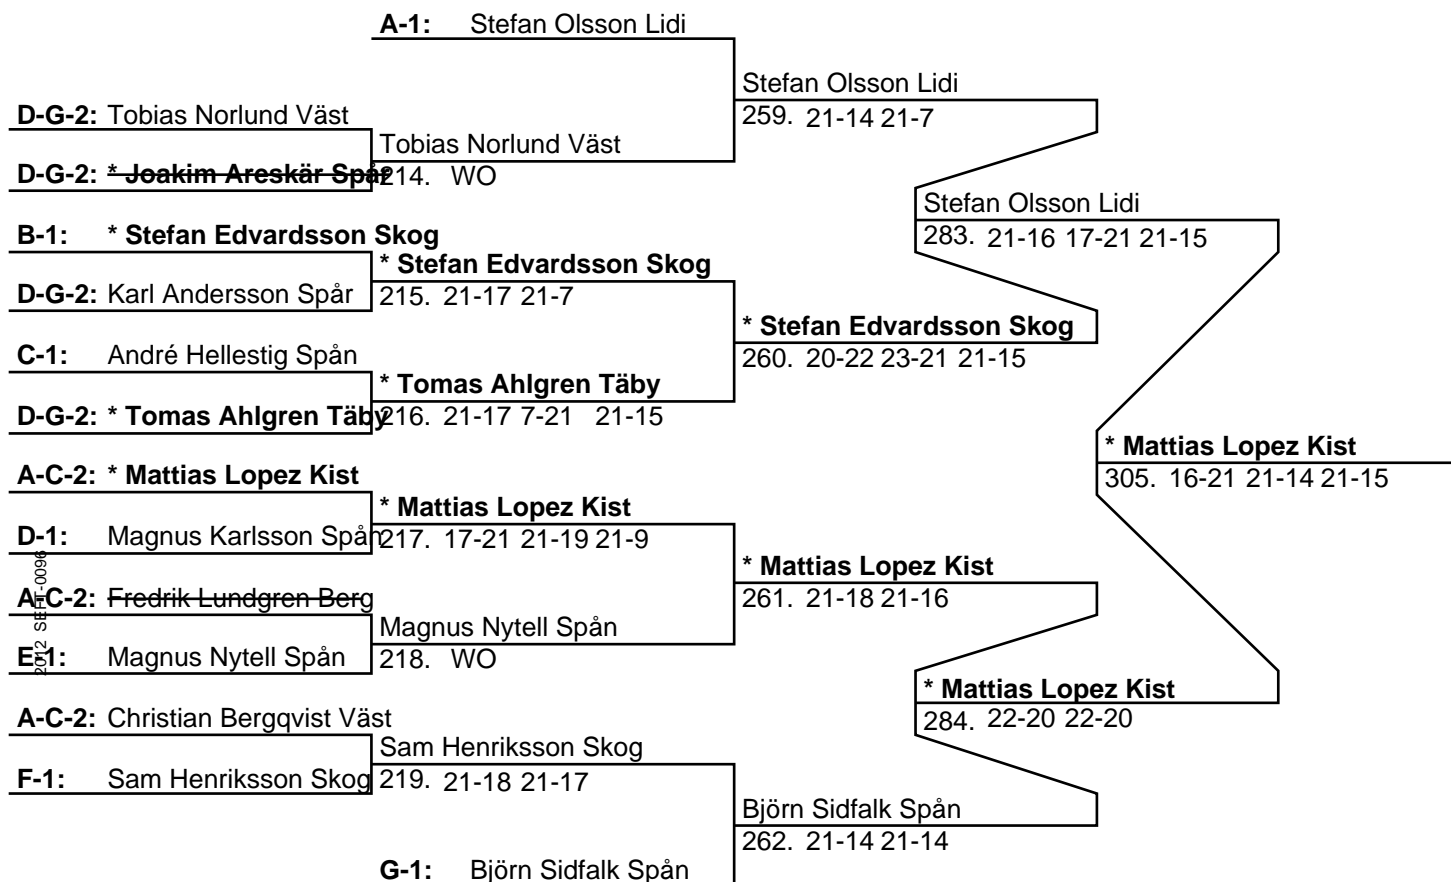 A-1: Stefan Olsson Lidi
Stefan Olsson Lidi
259. 21-14 21-7
D-G-2: Tobias Norlund Väst
Tobias Norlund Väst
D-G-2: * Joakim Areskär Spår
214. WO
Stefan Olsson Lidi
283. 21-16 17-21 21-15
B-1: * Stefan Edvardsson Skog
* Stefan Edvardsson Skog
D-G-2: Karl Andersson Spår
215. 21-17 21-7
* Stefan Edvardsson Skog
260. 20-22 23-21 21-15
C-1: André Hellestig Spån
* Tomas Ahlgren Täby
D-G-2: * Tomas Ahlgren Täby
216. 21-17 7-21 21-15
* Mattias Lopez Kist
305. 16-21 21-14 21-15
A-C-2: * Mattias Lopez Kist
* Mattias Lopez Kist
D-1: Magnus Karlsson Spån
217. 17-21 21-19 21-9
* Mattias Lopez Kist
261. 21-18 21-16
A-C-2: Fredrik Lundgren Berg
Magnus Nytell Spån
E-1: Magnus Nytell Spån
218. WO
2012 SEFT-0096
* Mattias Lopez Kist
284. 22-20 22-20
A-C-2: Christian Bergqvist Väst
Sam Henriksson Skog
F-1: Sam Henriksson Skog
219. 21-18 21-17
Björn Sidfalk Spån
262. 21-14 21-14
G-1: Björn Sidfalk Spån